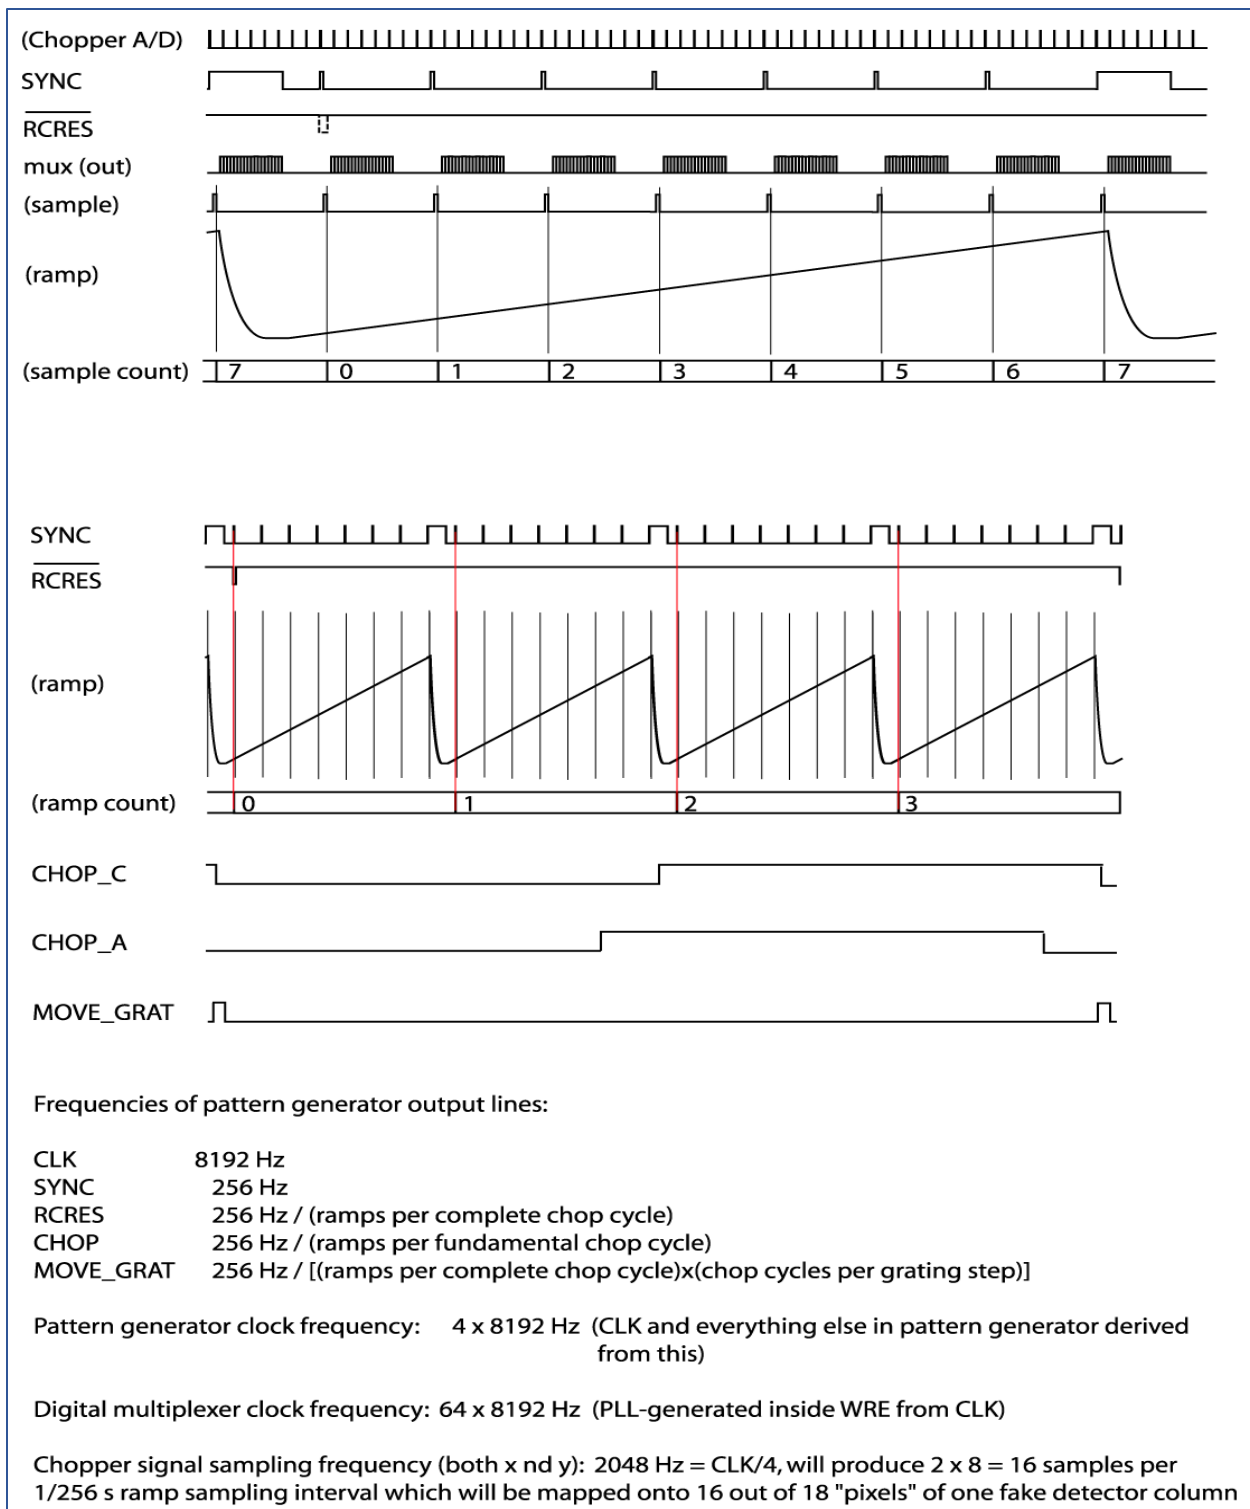 (Chopper A/D)
SYNC
RCRES
mux (out)
(sample)
(ramp)
(sample count) 7 0 1 2 3 4 5 6 7
SYNC
RCRES
(ramp)
(ramp count) 0 1 2 3
CHOP_C
CHOP_A
MOVE_GRAT
Frequencies of pattern generator output lines:
CLK 8192 Hz
SYNC 256 Hz
RCRES 256 Hz / (ramps per complete chop cycle)
CHOP 256 Hz / (ramps per fundamental chop cycle)
MOVE_GRAT 256 Hz / [(ramps per complete chop cycle)x(chop cycles per grating step)]
Pattern generator clock frequency: 4 x 8192 Hz (CLK and everything else in pattern generator derived
from this)
Digital multiplexer clock frequency: 64 x 8192 Hz (PLL-generated inside WRE from CLK)
Chopper signal sampling frequency (both x nd y): 2048 Hz = CLK/4, will produce 2 x 8 = 16 samples per
1/256 s ramp sampling interval which will be mapped onto 16 out of 18 "pixels" of one fake detector column